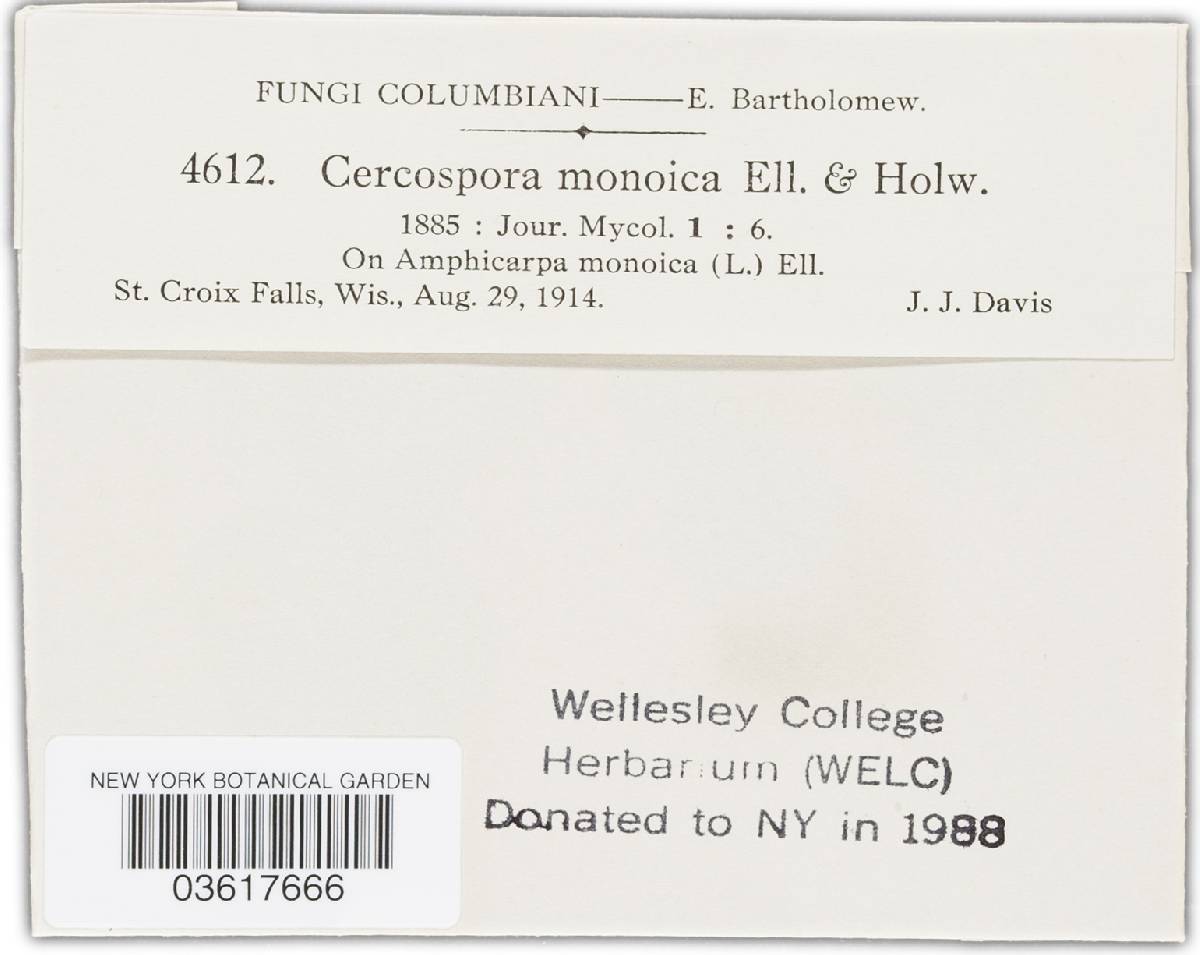 FUNGI COLUMBIANI——E. Bartholomew.
4612. Cercospora monoica Ell. & Holw.
1885 : Jour. Mycol. 1 : 6.
On Amphicarpa monoica (L.) Ell.
St. Croix Falls, Wis., Aug. 29, 1914. J. J. Davis
Wellesley College
Herbarium (WELC)
Donated to NY in 1988
NEW YORK BOTANICAL GARDEN
03617666